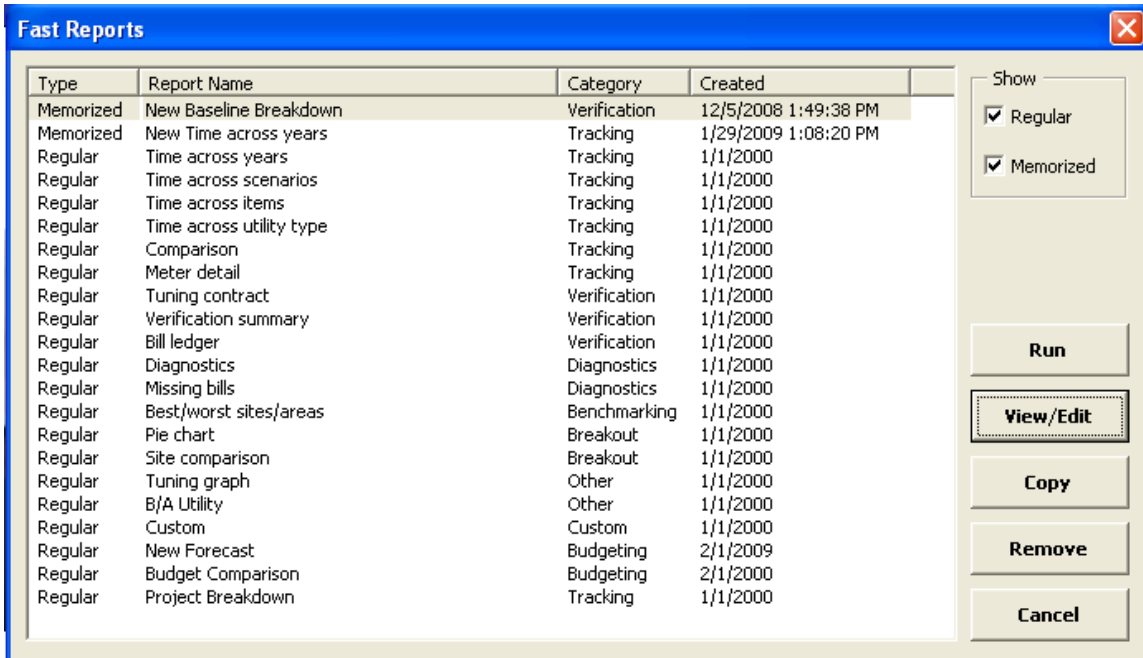 Fast Reports
Type Report Name Category Created
Memorized New Baseline Breakdown Verification 12/5/2008 1:49:38 PM
Memorized New Time across years Tracking 1/29/2009 1:08:20 PM
Regular Time across years Tracking 1/1/2000
Regular Time across scenarios Tracking 1/1/2000
Regular Time across items Tracking 1/1/2000
Regular Time across utility type Tracking 1/1/2000
Regular Comparison Tracking 1/1/2000
Regular Meter detail Tracking 1/1/2000
Regular Tuning contract Verification 1/1/2000
Regular Verification summary Verification 1/1/2000
Regular Bill ledger Verification 1/1/2000
Regular Diagnostics Diagnostics 1/1/2000
Regular Missing bills Diagnostics 1/1/2000
Regular Best/worst sites/areas Benchmarking 1/1/2000
Regular Pie chart Breakout 1/1/2000
Regular Site comparison Breakout 1/1/2000
Regular Tuning graph Other 1/1/2000
Regular B/A Utility Other 1/1/2000
Regular Custom Custom 1/1/2000
Regular New Forecast Budgeting 2/1/2009
Regular Budget Comparison Budgeting 2/1/2009
Regular Project Breakdown Tracking 1/1/2000
Show
Regular
Memorized
Run
View/Edit
Copy
Remove
Cancel